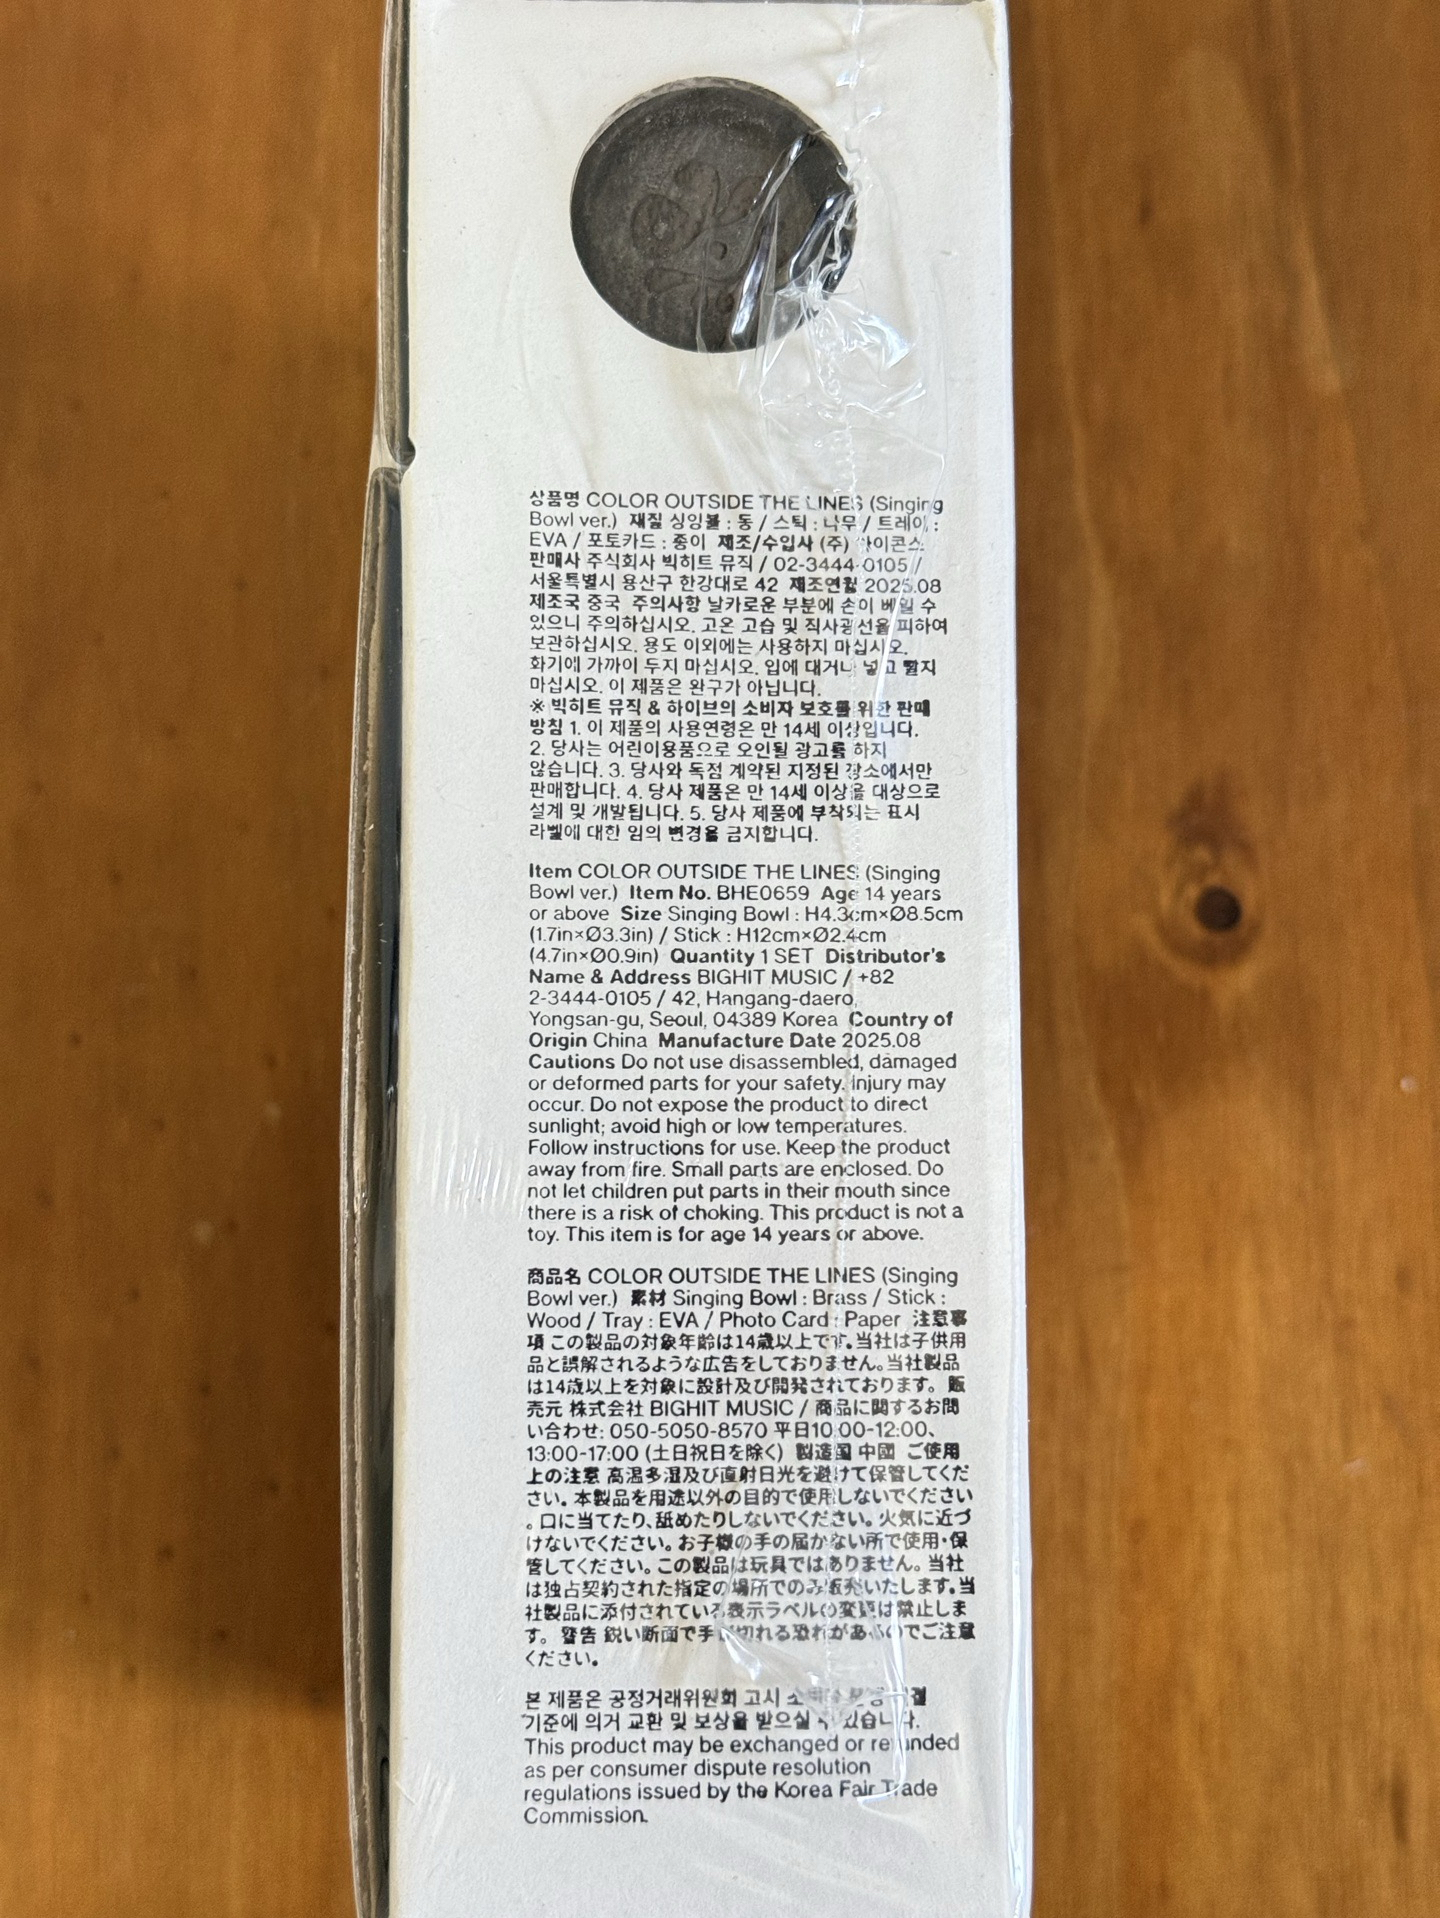 상품명 COLOR OUTSIDE THE LINES (Singing
Bowl ver.) 재질 싱잉볼 : 동 / 스틱 : 나무 / 트레이 :
EVA / 포토카드 : 종이 제조/수입사 (주)
판매사 주식회사 빅히트 뮤직 / 02-3444-0105 /
서울특별시 용산구 한강대로 42 제조연월 2025.08
제조국 중국 주의사항 날카로운 부분에 손이 베일 수
있으니 주의하십시오. 고온 고습 및 직사광선을 피하여
보관하십시오. 용도 이외에는 사용하지 마십시오.
화기에 가까이 두지 마십시오. 입에 대거나 넣고 빨지
마십시오. 이 제품은 완구가 아닙니다.
※ 빅히트 뮤직 & 하이브의 소비자 보호를 위한 판매
방침 1. 이 제품의 사용연령은 만 14세 이상입니다.
2. 당사는 어린이용품으로 오인될 광고를 하지
않습니다. 3. 당사와 독점 계약된 지정된 장소에서만
판매합니다. 4. 당사 제품은 만 14세 이상을 대상으로
설계 및 개발됩니다. 5. 당사 제품에 부착되는 표시
라벨에 대한 임의 변경을 금지합니다.
Item COLOR OUTSIDE THE LINES (Singing
Bowl ver.) Item No. BHE0659 Age 14 years
or above Size Singing Bowl : H4.3cm×Ø8.5cm
(1.7in×Ø3.3in) / Stick : H12cm×Ø2.4cm
(4.7in×Ø0.9in) Quantity 1 SET Distributor's
Name & Address BIGHIT MUSIC / +82
2-3444-0105 / 42, Hangang-daero,
Yongsan-gu, Seoul, 04389 Korea Country of
Origin China Manufacture Date 2025.08
Cautions Do not use disassembled, damaged
or deformed parts for your safety. Injury may
occur. Do not expose the product to direct
sunlight; avoid high or low temperatures.
Follow instructions for use. Keep the product
away from fire. Small parts are enclosed. Do
not let children put parts in their mouth since
there is a risk of choking. This product is not a
toy. This item is for age 14 years or above.
商品名 COLOR OUTSIDE THE LINES (Singing
Bowl ver.) 素材 Singing Bowl : Brass / Stick :
Wood / Tray : EVA / Photo Card : Paper 注意事
項 この製品の対象年齢は14歳以上です。当社は子供用
品と誤解されるような広告をしておりません。当社製品
は14歳以上を対象に設計及び開発されております。 販
売元 株式会社 BIGHIT MUSIC / 商品に関するお問
い合わせ: 050-5050-8570 平日10:00-12:00、
13:00-17:00 (土日祝日を除く) 製造国 中國 ご使用
上の注意 高温多湿及び直射日光を避けて保管してくだ
さい。本製品を用途以外の目的で使用しないでください
。口に当てたり、舐めたりしないでください。火気に近づ
けないでください。お子様の手の届かない所で使用・保
管してください。この製品は玩具ではありません。当社
は独占契約された指定の場所でのみ販売いたします。当
社製品に添付されている表示ラベルの変更は禁止しま
す。 警告 鋭い断面で手が切れる恐れがあるのでご注意
ください。
본 제품은 공정거래위원회 고시
기준에 의거 교환 및 보상을 받으실 수 있습니다.
This product may be exchanged or refunded
as per consumer dispute resolution
regulations issued by the Korea Fair Trade
Commission.